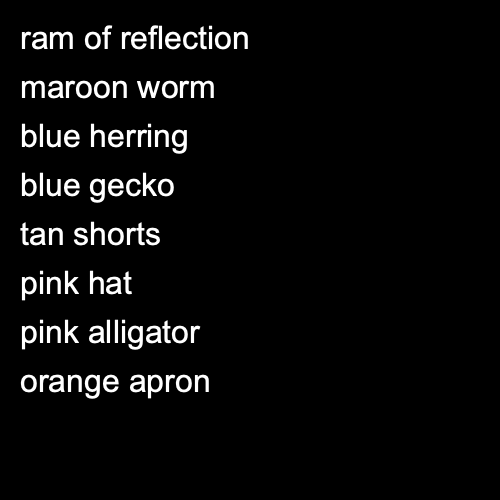 ram of reflection
maroon worm
blue herring
blue gecko
tan shorts
pink hat
pink alligator
orange apron